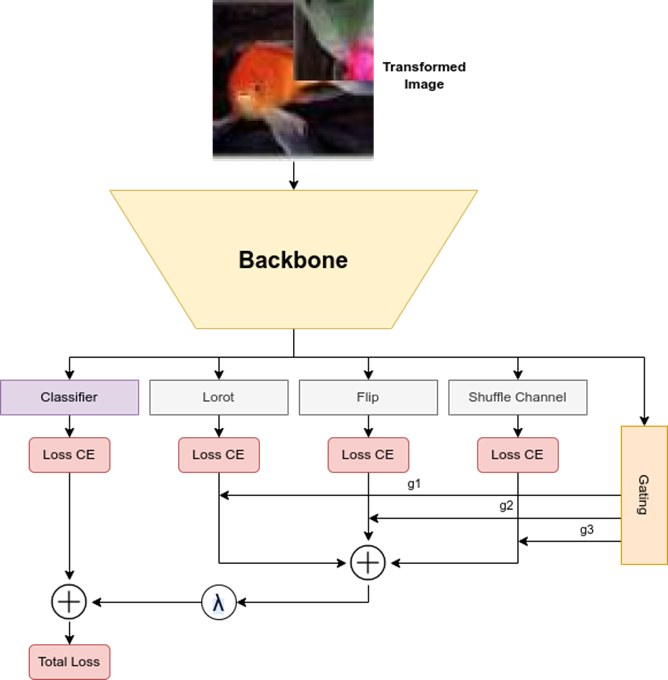 Transformed
Image
Backbone
Classifier
Lorot
Flip
Shuffle Channel
Loss CE
Loss CE
Loss CE
Loss CE
Gating
g1
g2
g3
λ
Total Loss